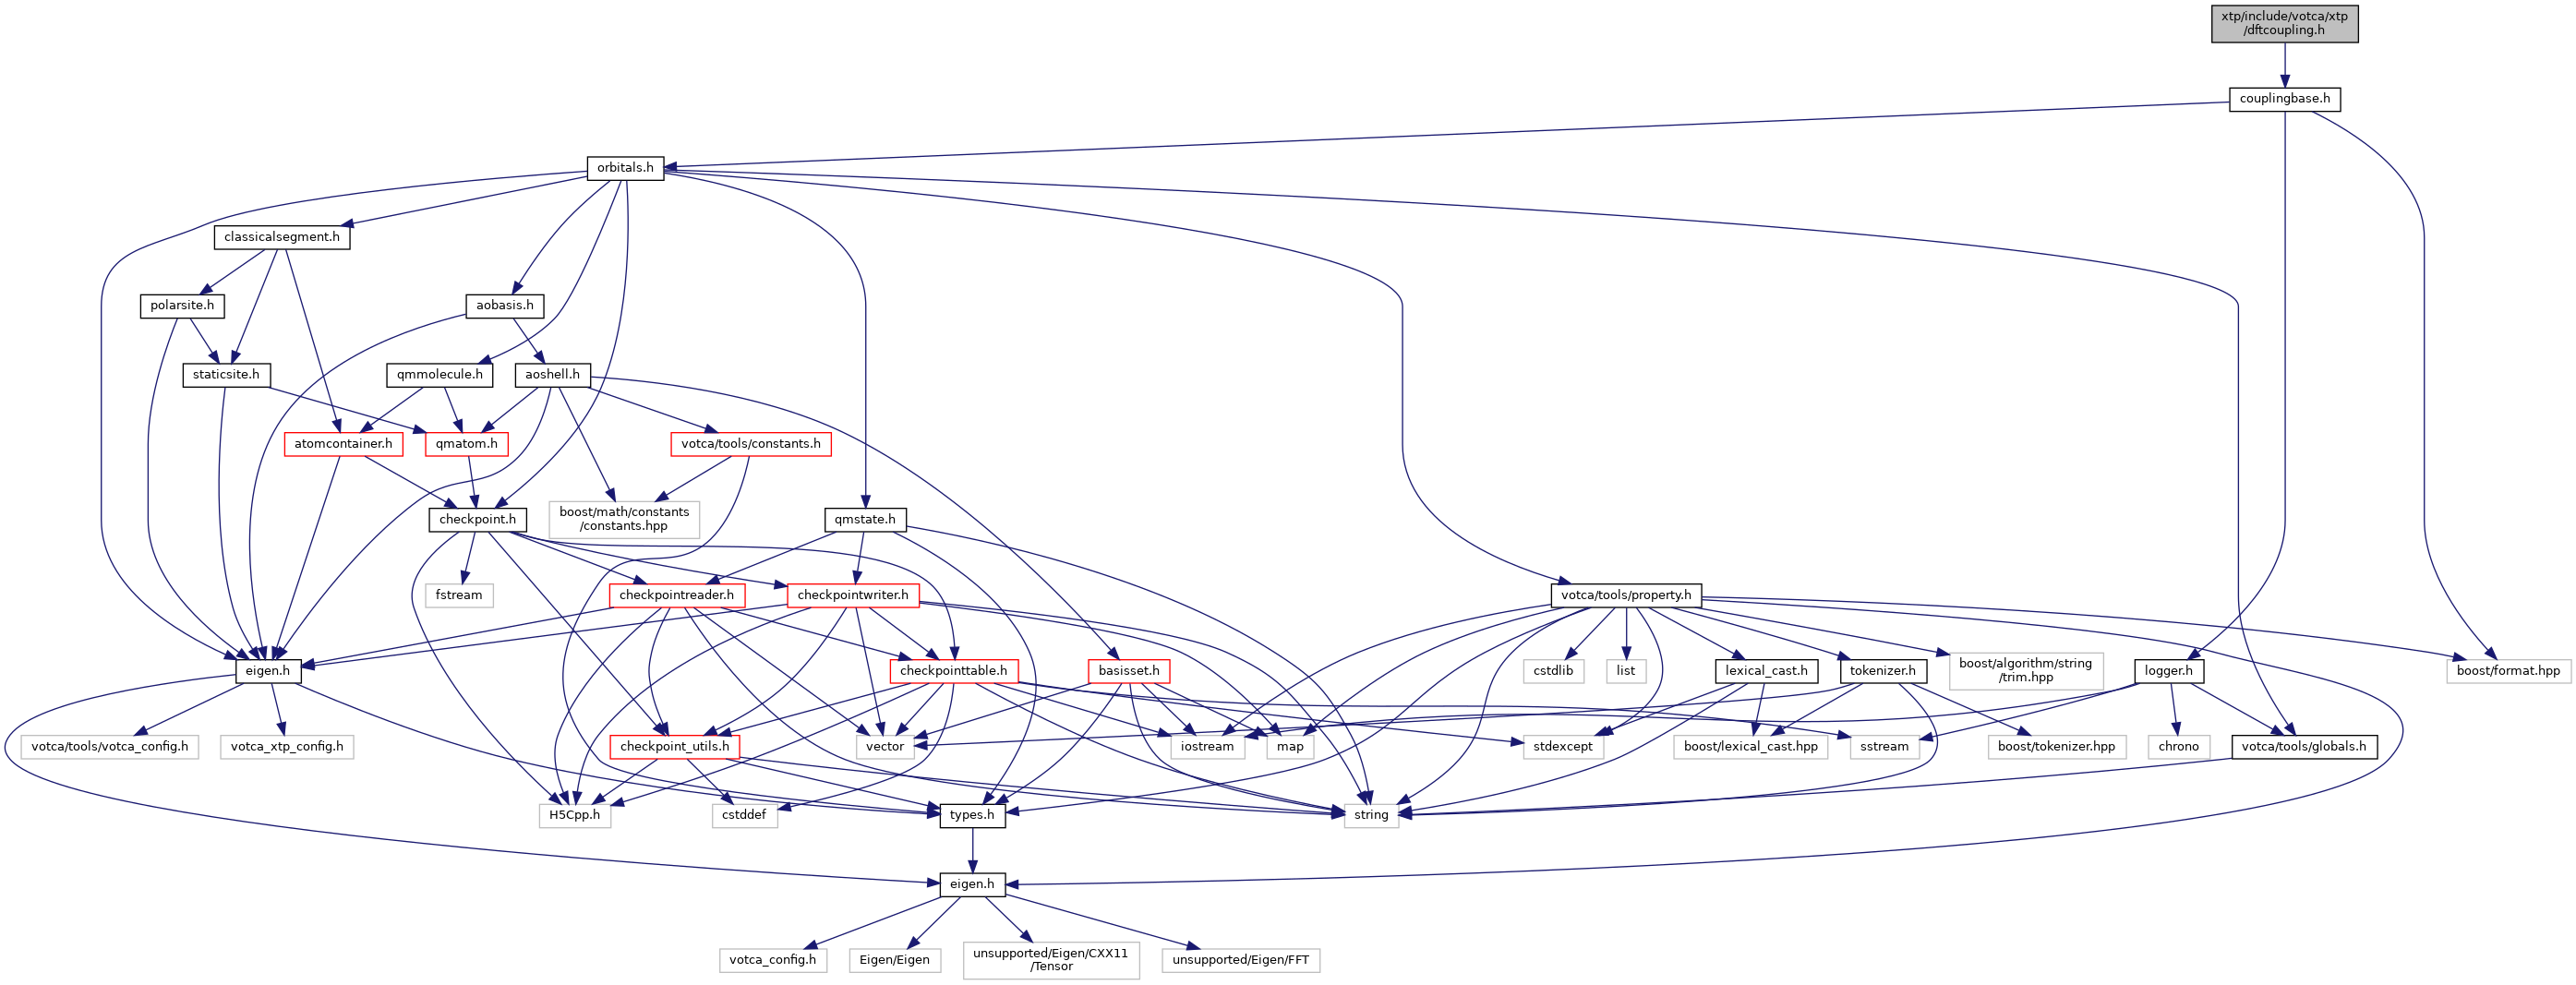 xtp/include/votca/xtp
/dftcoupling.h
couplingbase.h
orbitals.h
classicalsegment.h
polarsite.h
aobasis.h
staticsite.h
qmmolecule.h
aoshell.h
atomcontainer.h
qmatom.h
votca/tools/constants.h
boost/math/constants
/constants.hpp
checkpoint.h
qmstate.h
fstream
checkpointreader.h
checkpointwriter.h
votca/tools/property.h
eigen.h
checkpointtable.h
basisset.h
cstdlib
list
lexical_cast.h
tokenizer.h
boost/algorithm/string
/trim.hpp
logger.h
boost/format.hpp
votca/tools/votca_config.h
votca_xtp_config.h
checkpoint_utils.h
vector
iostream
map
stdexcept
boost/lexical_cast.hpp
sstream
boost/tokenizer.hpp
chrono
votca/tools/globals.h
H5Cpp.h
cstddef
types.h
string
eigen.h
votca_config.h
Eigen/Eigen
unsupported/Eigen/CXX11
/Tensor
unsupported/Eigen/FFT